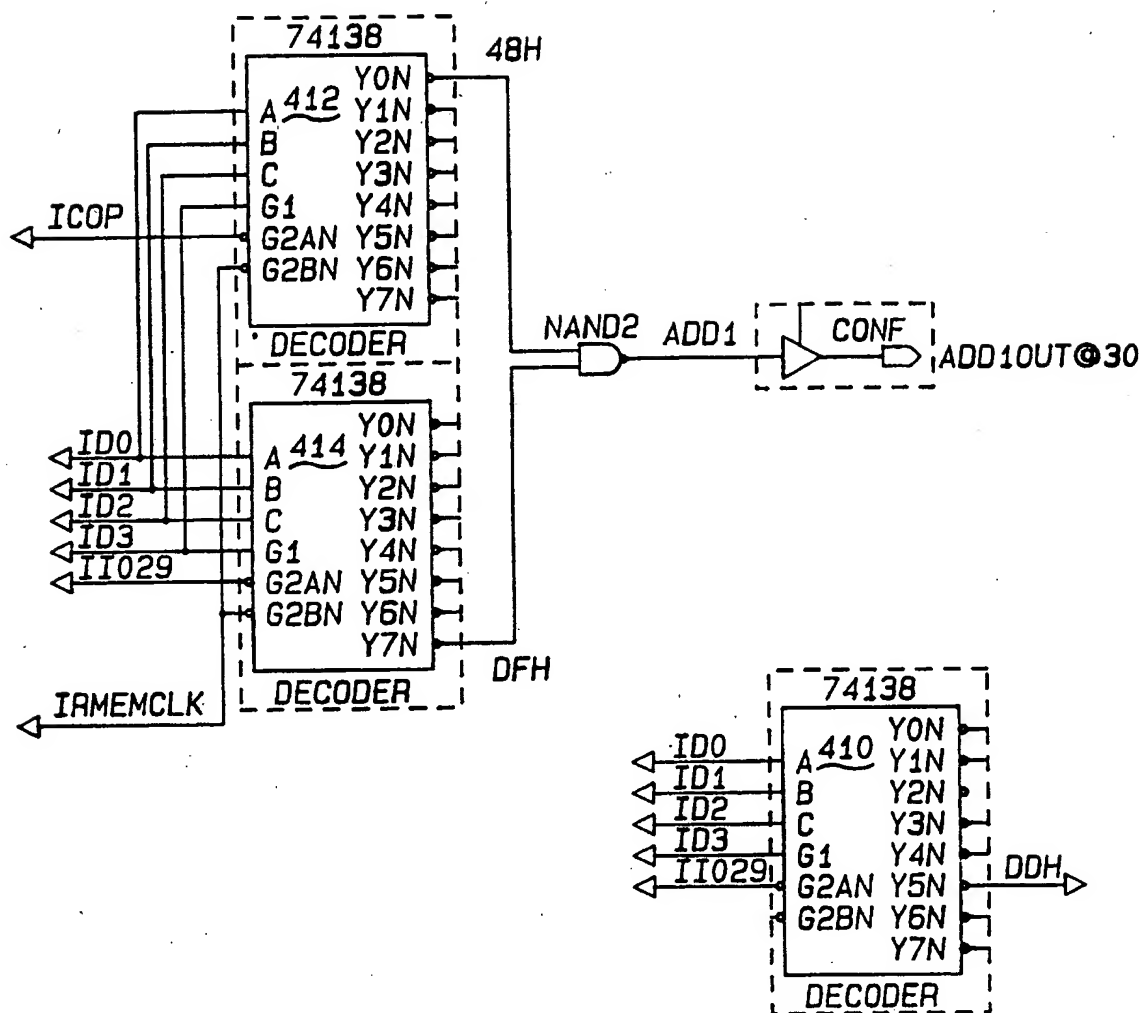 74138
48H
412
A
B
C
G1
G2AN
G2BN
Y0N
Y1N
Y2N
Y3N
Y4N
Y5N
Y6N
Y7N
ICOP
DECODER
NAND2
ADD1
CONF
ADD1OUT@30
74138
414
A
B
C
G1
G2AN
G2BN
Y0N
Y1N
Y2N
Y3N
Y4N
Y5N
Y6N
Y7N
ID0
ID1
ID2
ID3
IIO29
DFH
DECODER
IRMEMCLK
74138
410
A
B
C
G1
G2AN
G2BN
Y0N
Y1N
Y2N
Y3N
Y4N
Y5N
Y6N
Y7N
ID0
ID1
ID2
ID3
IIO29
DDH
DECODER